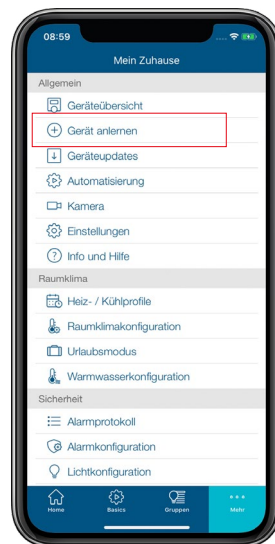 08:59
Mein Zuhause
Allgemein
Geräteübersicht
Gerät anlernen
Geräteupdates
Automatisierung
Kamera
Einstellungen
Info und Hilfe
Raumklima
Heiz- / Kühlprofile
Raumklimakonfiguration
Urlaubsmodus
Warmwasserkonfiguration
Sicherheit
Alarmprotokoll
Alarmkonfiguration
Lichtkonfiguration
Home Basics Gruppen Mehr